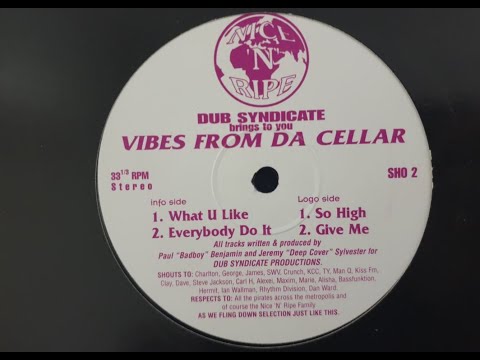 NICE
'N'
RIPE
DUB SYNDICATE
brings to you
VIBES FROM DA CELLAR
33 1/3 RPM
Stereo
SHO 2
info side
1. What U Like
2. Everybody Do It
Logo side
1. So High
2. Give Me
All tracks written & produced by
Paul "Badboy" Benjamin and Jeremy "Deep Cover" Sylvester for
DUB SYNDICATE PRODUCTIONS.
SHOUTS TO: Charlton, George, James, SWV, Crunch, KCC, TY, Man Q, Kiss Fm,
Clay, Dave, Steve Jackson, Carl H, Alexei, Maxim, Marie, Alisha, Bassfunktion,
Hermit, Ian Wallman, Rhythm Division, Dan Ward.
RESPECTS TO: All the pirates across the metropolis and
of course the Nice 'N' Ripe Family.
AS WE FLING DOWN SELECTION JUST LIKE THIS.